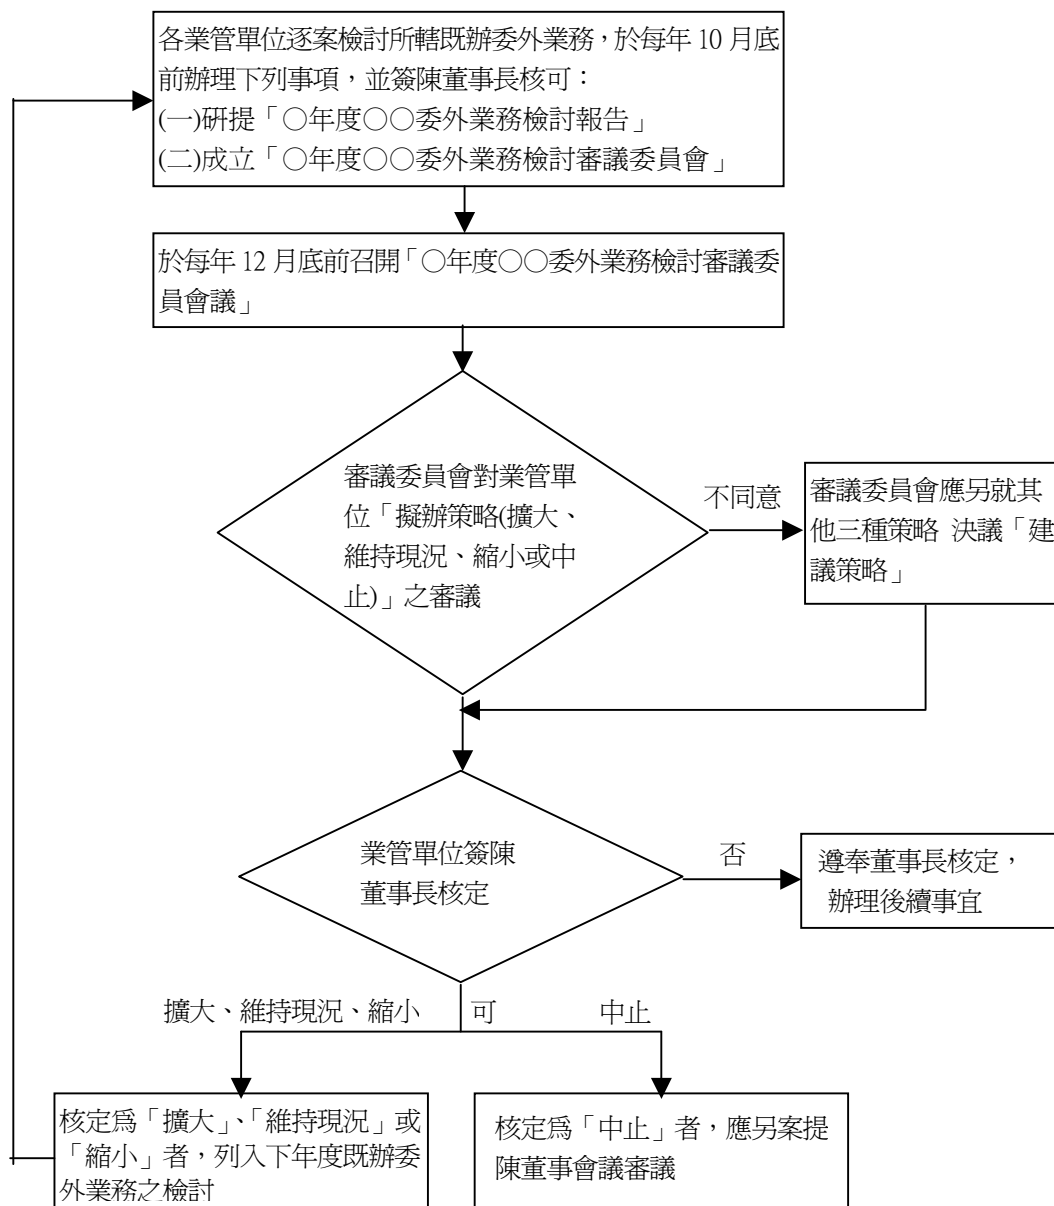 各業管單位逐案檢討所轄既辦委外業務，於每年 10 月底
前辦理下列事項，並簽陳董事長核可：
(一)研提「○年度○○委外業務檢討報告」
(二)成立「○年度○○委外業務檢討審議委員會」
於每年 12 月底前召開「○年度○○委外業務檢討審議委
員會議」
審議委員會對業管單
位「擬辦策略(擴大、
維持現況、縮小或中
止)」之審議
不同意
審議委員會應另就其
他三種策略 決議「建
議策略」
業管單位簽陳
董事長核定
否
遵奉董事長核定，
辦理後續事宜
擴大、維持現況、縮小
可
中止
核定為「擴大」、「維持現況」或
「縮小」者，列入下年度既辦委
外業務之檢討
核定為「中止」者，應另案提
陳董事會議審議